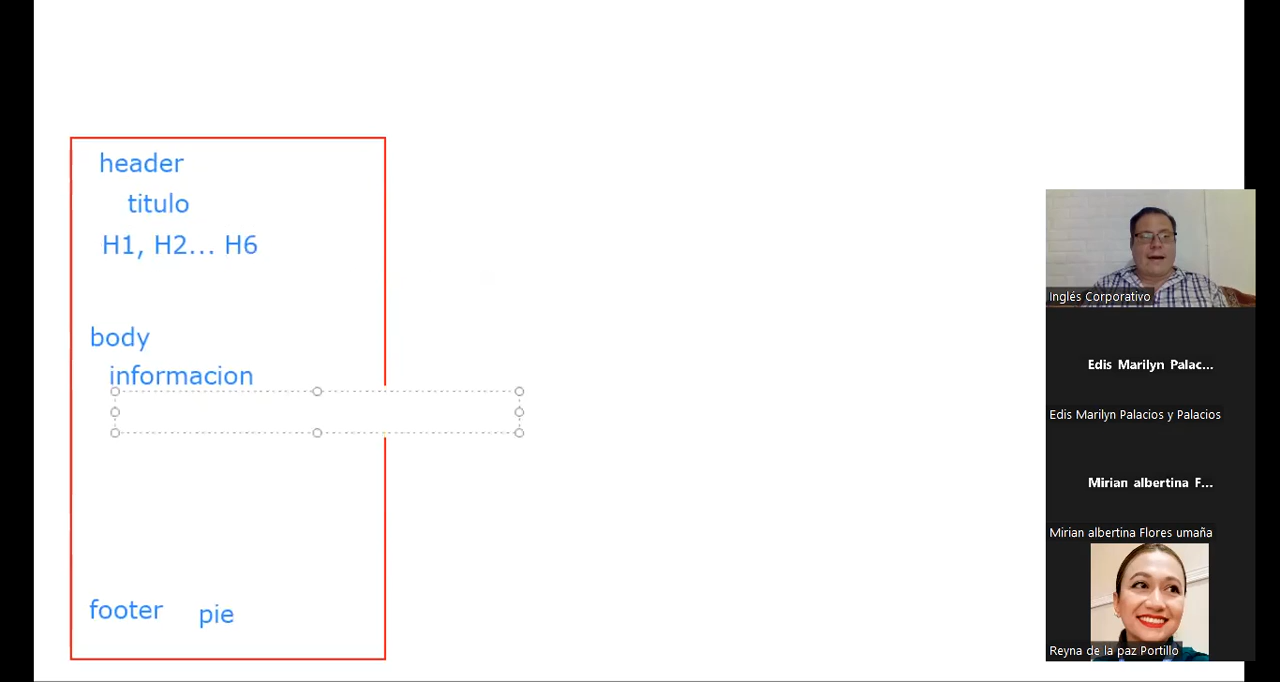 header
titulo
H1, H2... H6
body
informacion
footer pie
Inglés Corporativo
Edis Marilyn Palac...
Edis Marilyn Palacios y Palacios
Mirian albertina F...
Mirian albertina Flores umaña
Reyna de la paz Portillo